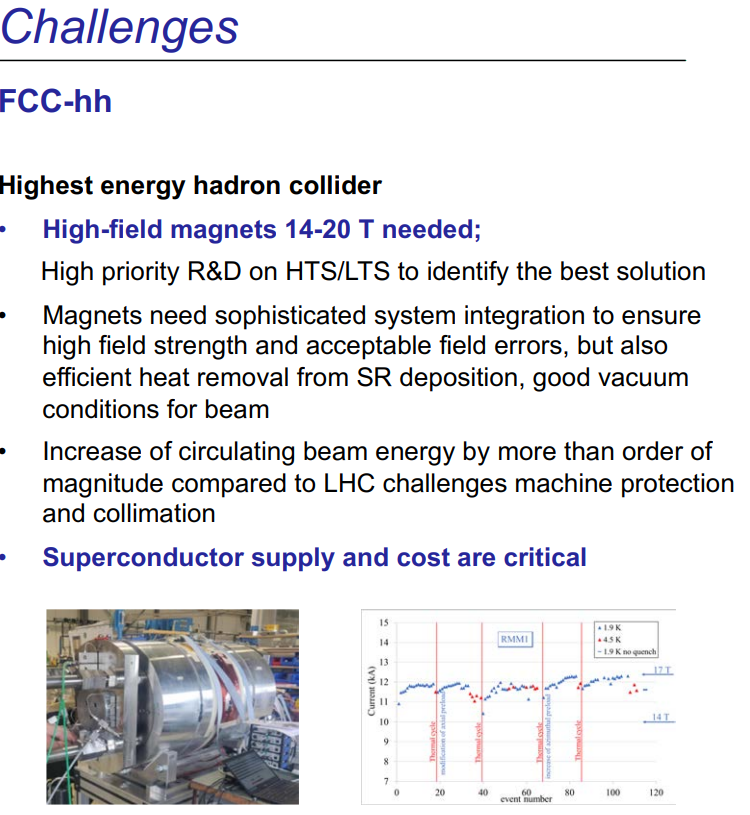 Challenges
FCC-hh
Highest energy hadron collider
• High-field magnets 14-20 T needed;
High priority R&D on HTS/LTS to identify the best solution
• Magnets need sophisticated system integration to ensure
high field strength and acceptable field errors, but also
efficient heat removal from SR deposition, good vacuum
conditions for beam
• Increase of circulating beam energy by more than order of
magnitude compared to LHC challenges machine protection
and collimation
• Superconductor supply and cost are critical
RMM1
1.9 K
4.5 K
1.9 K no quench
17 T
14 T
Current (kA)
15
14
13
12
11
10
9
8
7
Thermal cycle
modification of axial preload
Thermal cycle
Thermal cycle
increase of azimuthal preload
Thermal cycle
0 20 40 60 80 100 120
event number